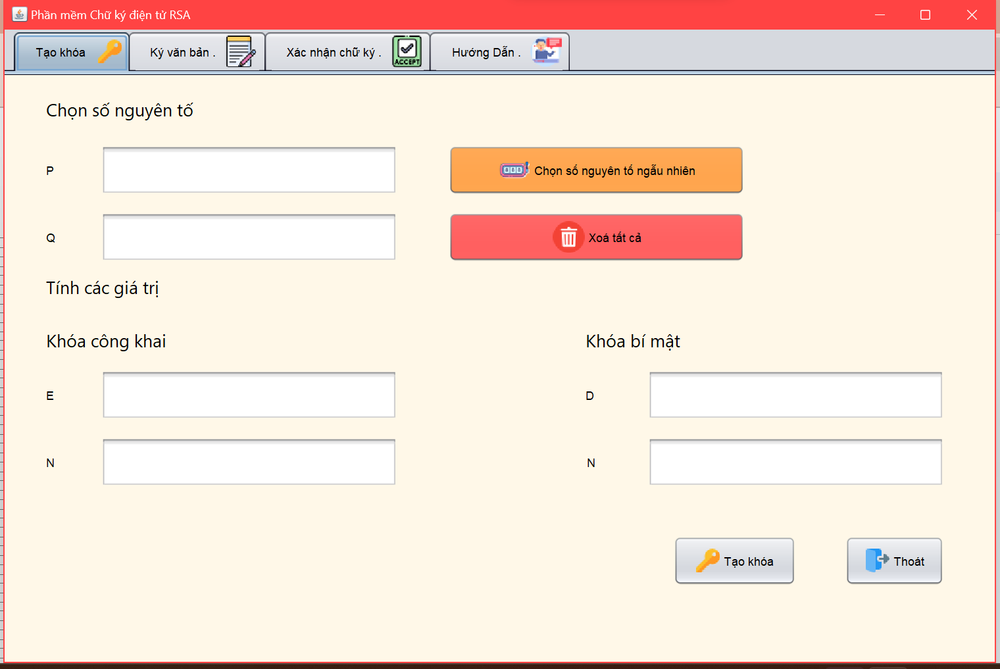 Phần mềm Chữ ký điện tử RSA
Tạo khóa
Ký văn bản .
Xác nhận chữ ký .
ACCEPT
Hướng Dẫn .
Chọn số nguyên tố
P
Chọn số nguyên tố ngẫu nhiên
Q
Xoá tất cả
Tính các giá trị
Khóa công khai
Khóa bí mật
E
D
N
N
Tạo khóa
Thoát